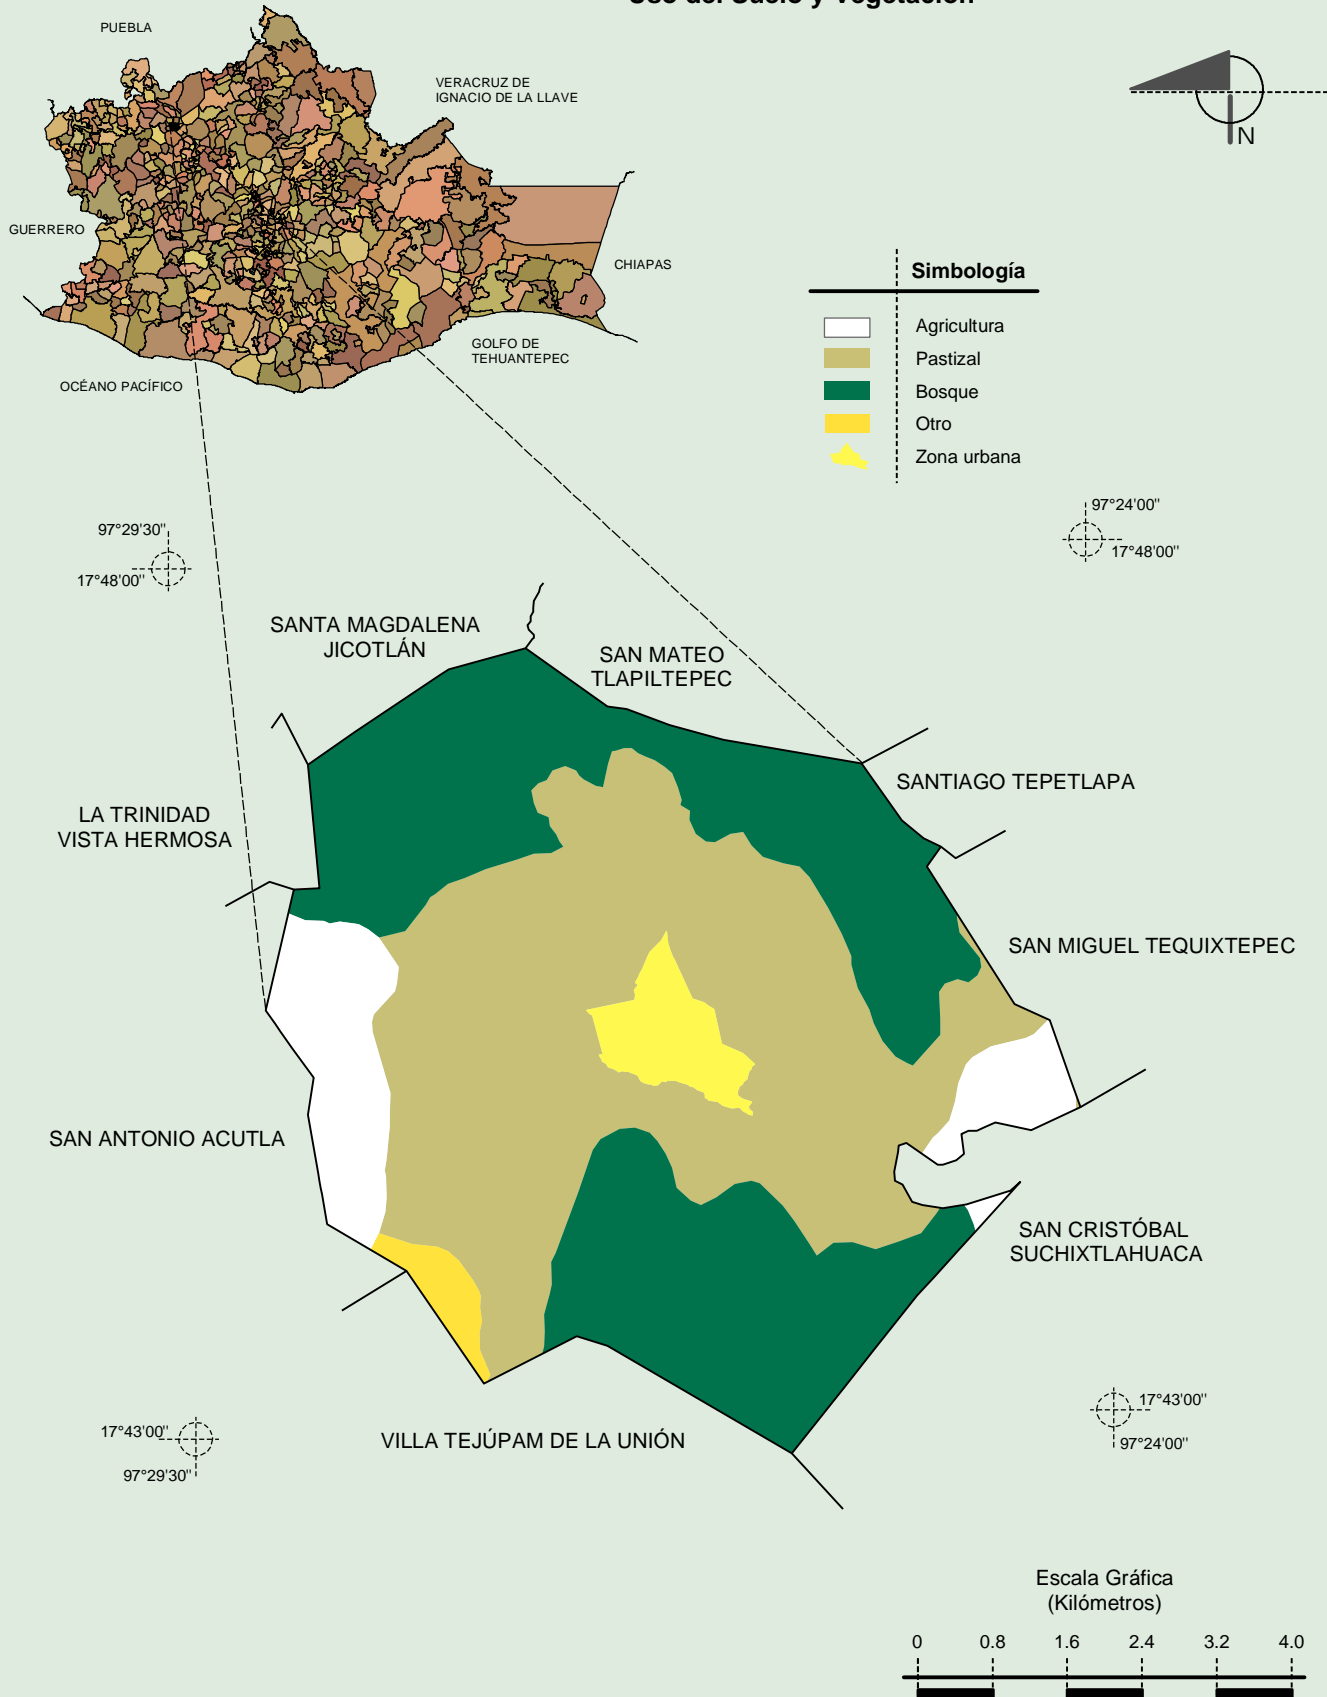 Uso del Suelo y Vegetación
PUEBLA
VERACRUZ DE
IGNACIO DE LA LLAVE
N
GUERRERO
CHIAPAS
GOLFO DE
TEHUANTEPEC
OCÉANO PACÍFICO
Simbología
Agricultura
Pastizal
Bosque
Otro
Zona urbana
97°29'30"
17°48'00"
97°24'00"
17°48'00"
SANTA MAGDALENA
JICOTLÁN
SAN MATEO
TLAPILTEPEC
SANTIAGO TEPETLAPA
LA TRINIDAD
VISTA HERMOSA
SAN MIGUEL TEQUIXTEPEC
SAN ANTONIO ACUTLA
SAN CRISTÓBAL
SUCHIXTLAHUACA
17°43'00"
97°29'30"
VILLA TEJÚPAM DE LA UNIÓN
17°43'00"
97°24'00"
Escala Gráfica
(Kilómetros)
0 0.8 1.6 2.4 3.2 4.0